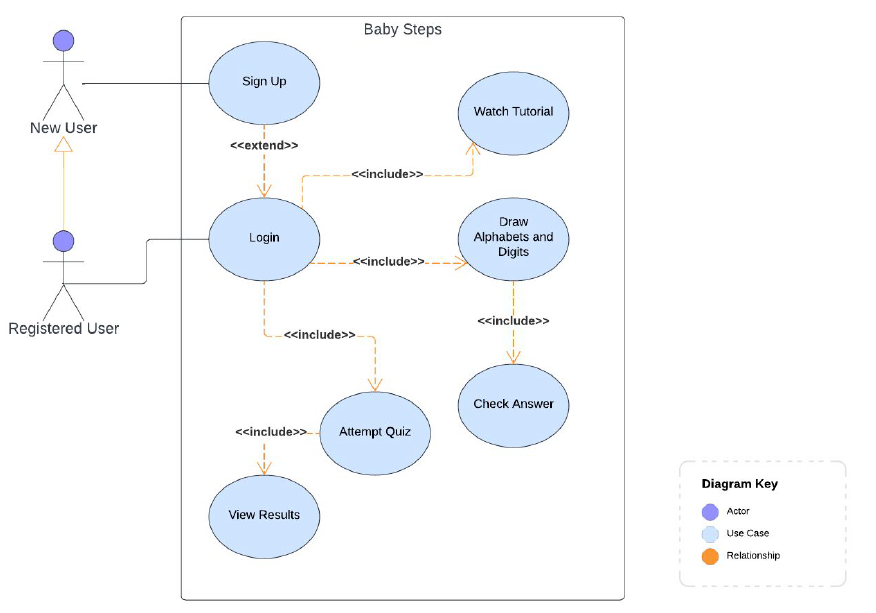 Baby Steps
Sign Up
Watch Tutorial
New User
<<extend>>
<<include>>
Login
Draw
Alphabets and
Digits
<<include>>
Registered User
<<include>>
<<include>>
Check Answer
<<include>>
Attempt Quiz
View Results
Diagram Key
Actor
Use Case
Relationship